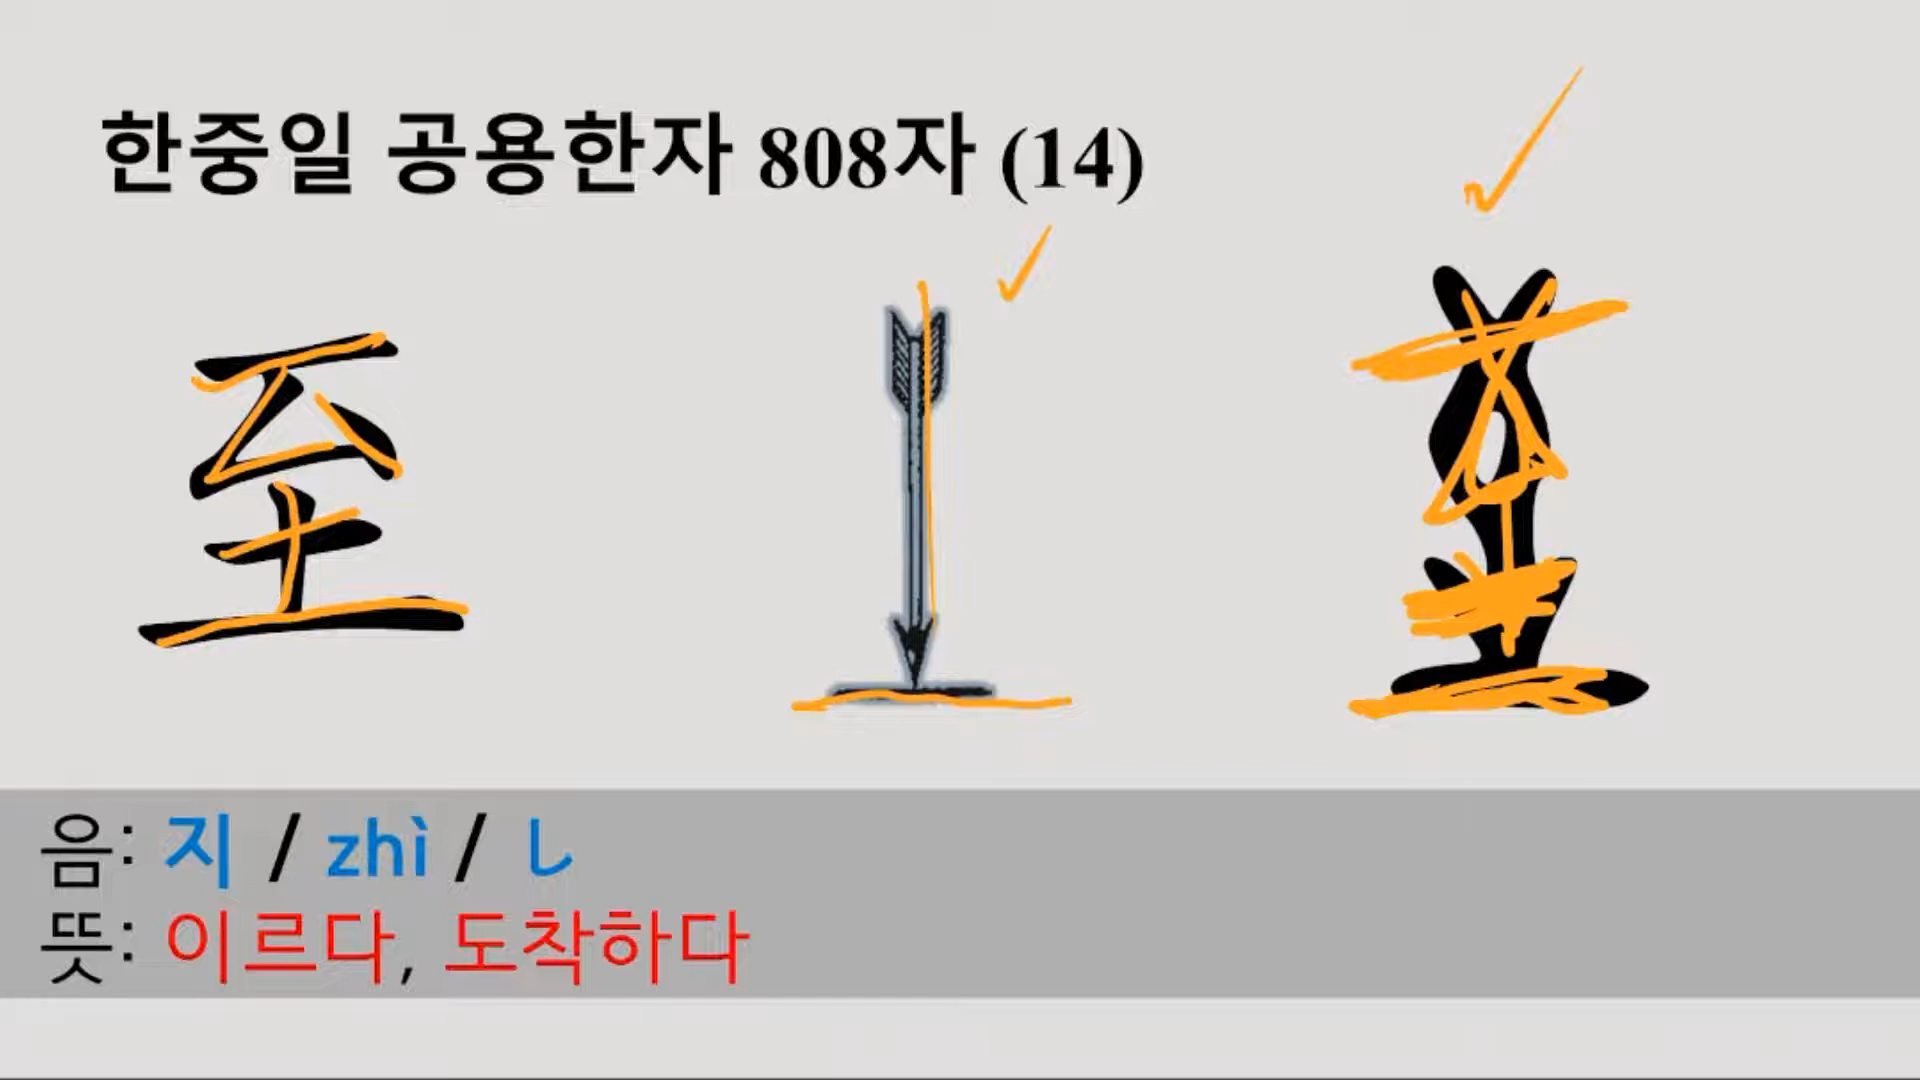 한중일 공용한자 808자 (14)
至
음: 지 / zhì / し
뜻: 이르다, 도착하다